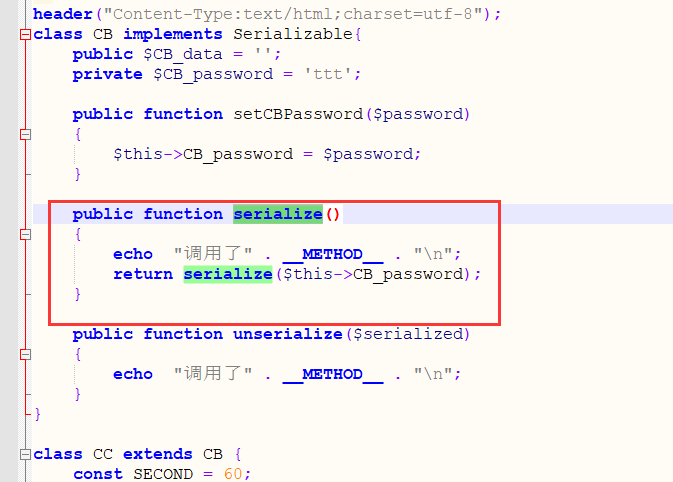 header("Content-Type:text/html;charset=utf-8");
class CB implements Serializable{
    public $CB_data = '';
    private $CB_password = 'ttt';
    public function setCBPassword($password)
    {
        $this->CB_password = $password;
    }
    public function serialize()
    {
        echo  "调用了" . __METHOD__ . "\n";
        return serialize($this->CB_password);
    }
    public function unserialize($serialized)
    {
        echo  "调用了" . __METHOD__ . "\n";
    }
}
class CC extends CB {
    const SECOND = 60;